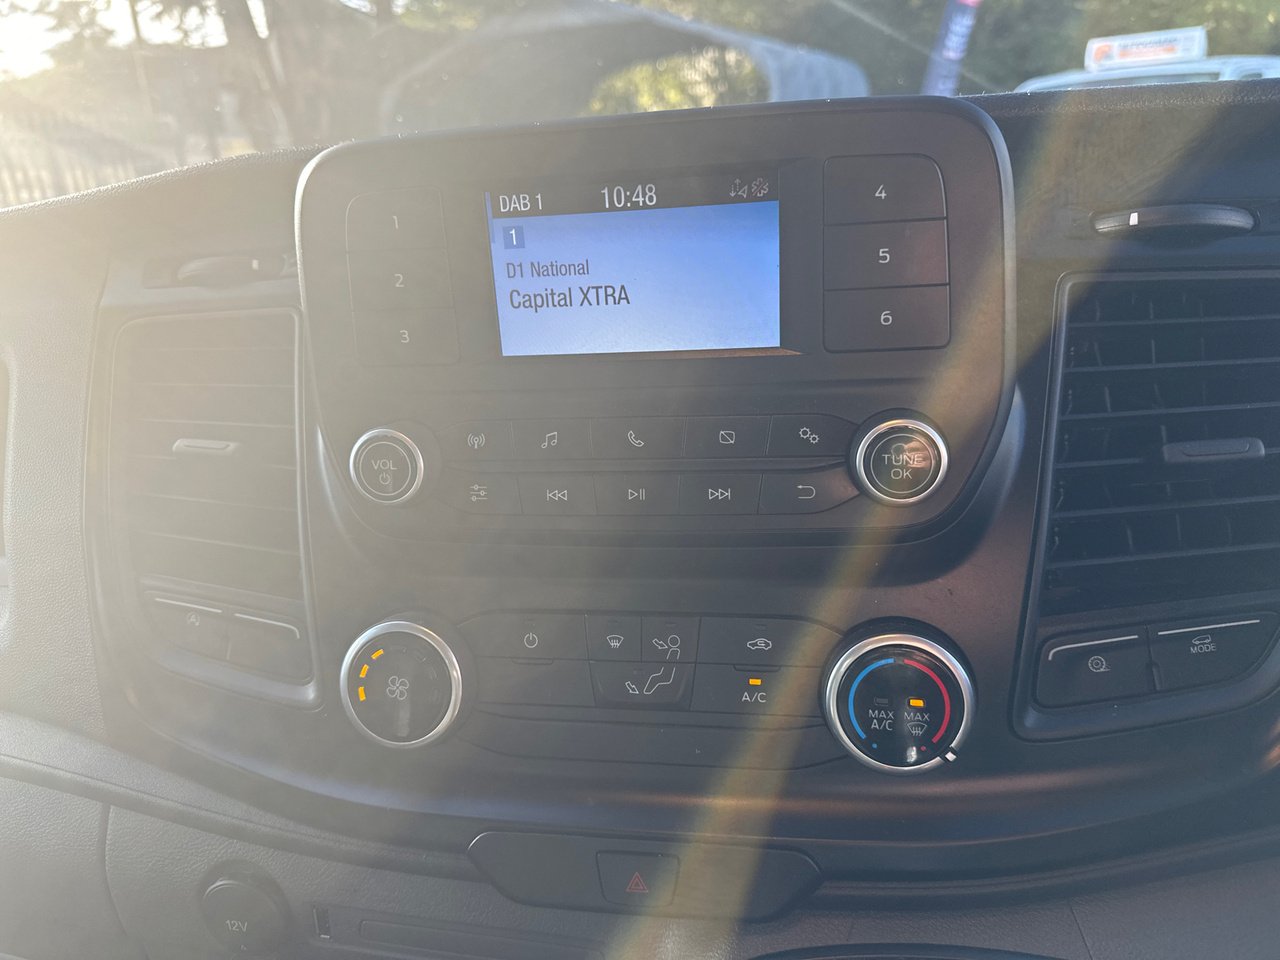 DAB 1 10:48
1
D1 National
Capital XTRA
1
2
3
4
5
6
VOL
TUNE
OK
A/C
MAX
A/C
MAX
MODE
12V